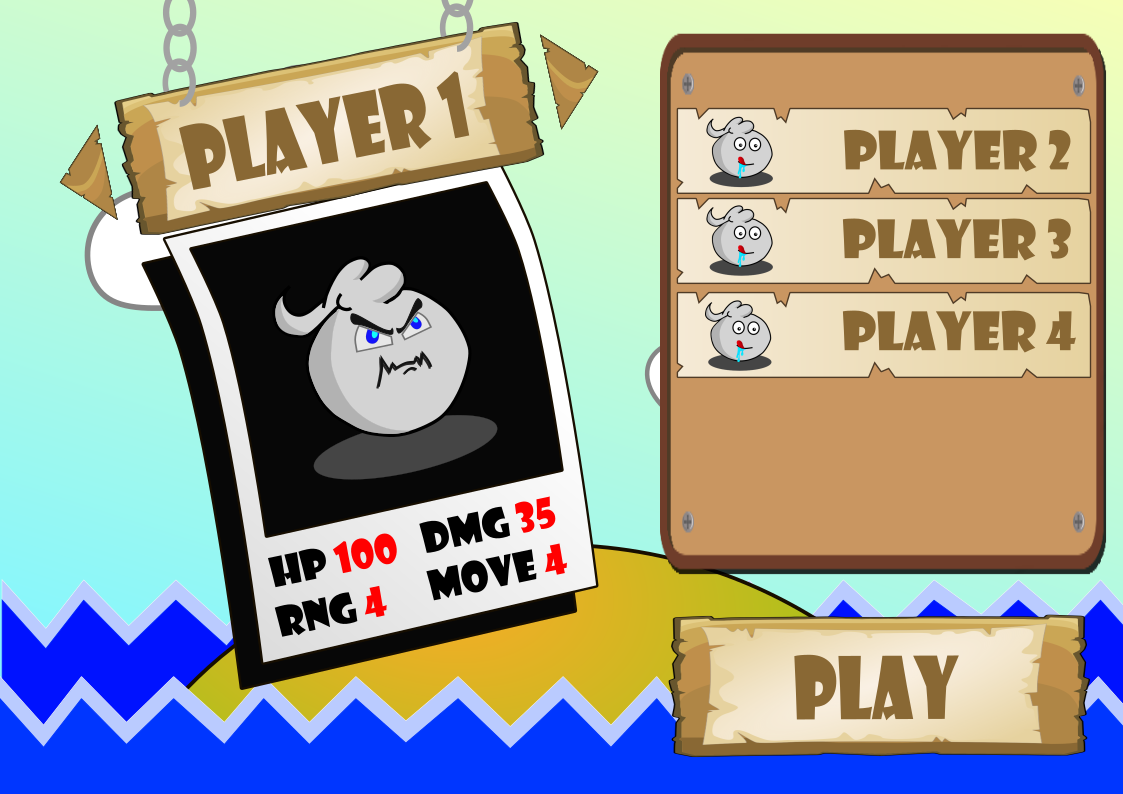 PLAYER 1
HP 100 DMG 35
RNG 4 MOVE 4
PLAYER 2
PLAYER 3
PLAYER 4
PLAY